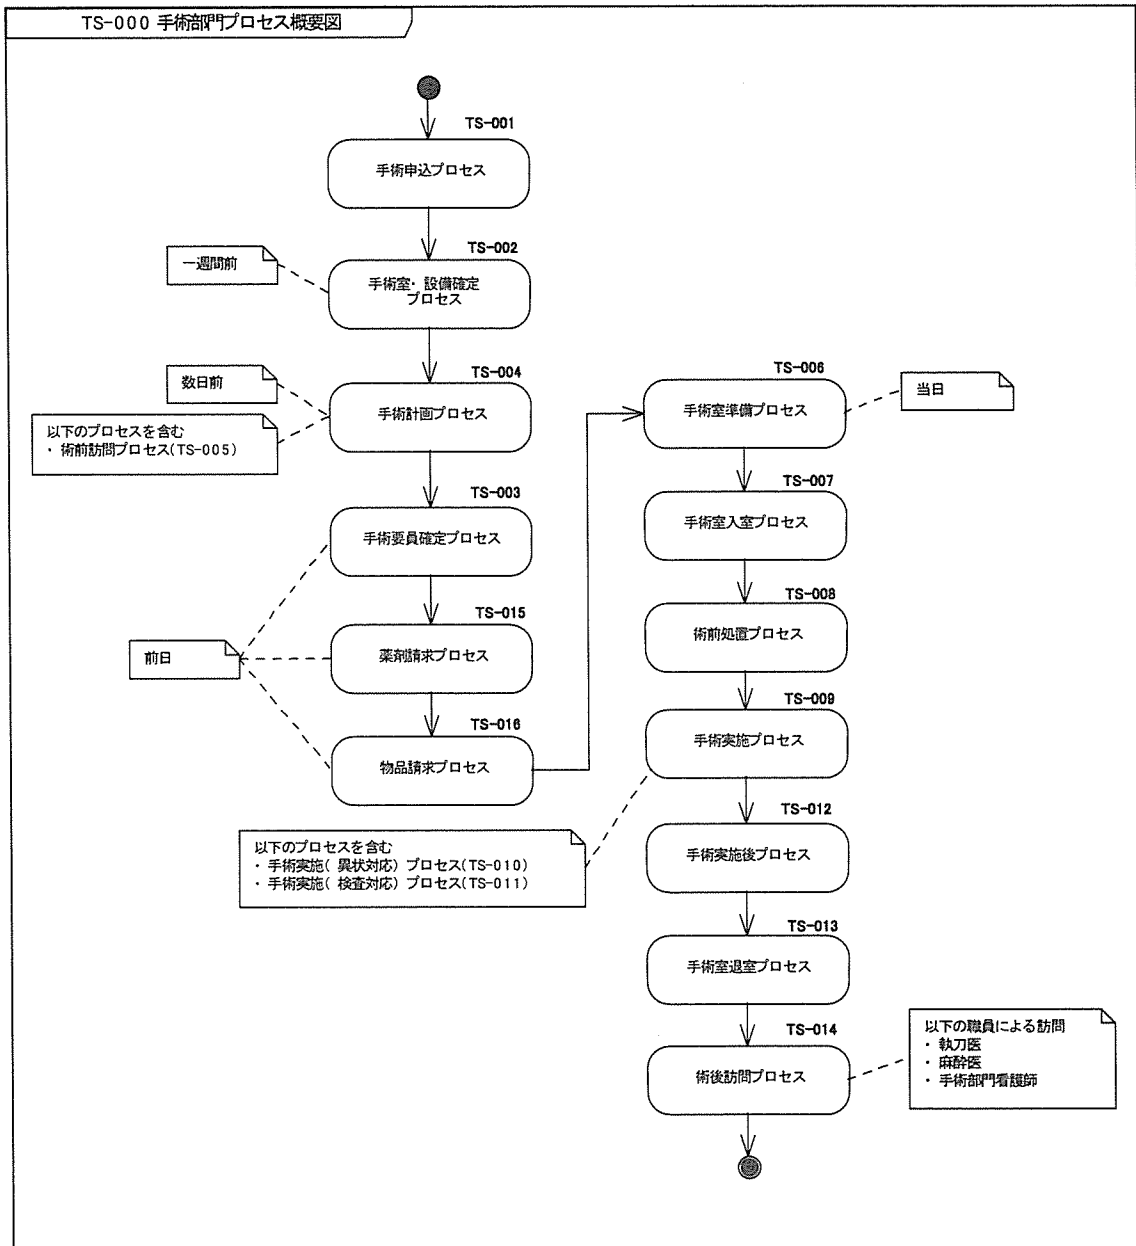 TS-000 手術部門プロセス概要図
TS-001
手術申込プロセス
TS-002
一週間前
手術室・設備確定
プロセス
TS-004
数日前
手術計画プロセス
以下のプロセスを含む
・ 術前訪問プロセス(TS-005)
TS-003
手術要員確定プロセス
TS-015
前日
薬剤請求プロセス
TS-016
物品請求プロセス
TS-006
当日
手術室準備プロセス
TS-007
手術室入室プロセス
TS-008
術前処置プロセス
TS-009
手術実施プロセス
以下のプロセスを含む
・ 手術実施( 異状対応) プロセス(TS-010)
・ 手術実施( 検査対応) プロセス(TS-011)
TS-012
手術実施後プロセス
TS-013
手術室退室プロセス
TS-014
術後訪問プロセス
以下の職員による訪問
・ 執刀医
・ 麻酔医
・ 手術部門看護師